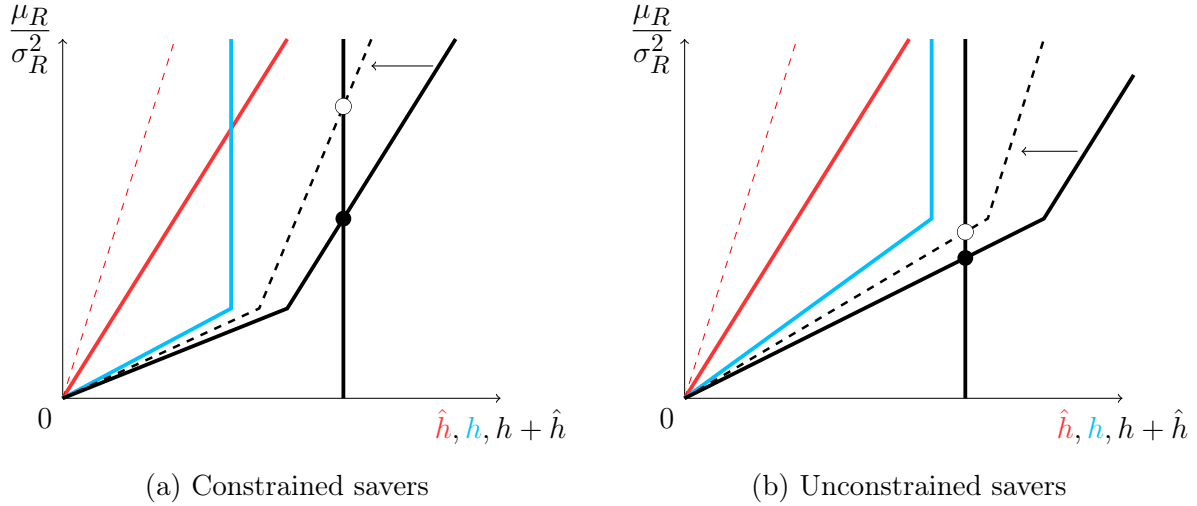 μ_R/σ_R^2
0
ĥ, h, h + ĥ
(a) Constrained savers
μ_R/σ_R^2
0
ĥ, h, h + ĥ
(b) Unconstrained savers